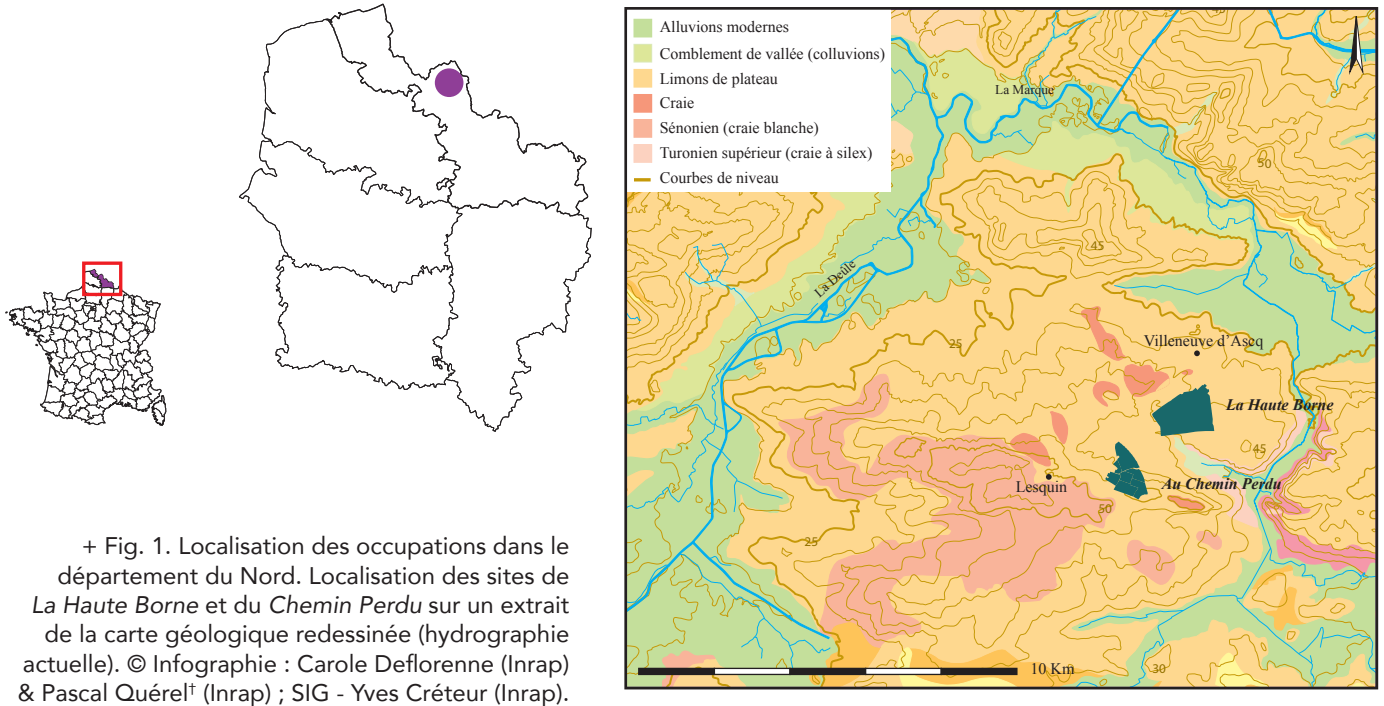 Alluvions modernes
Comblement de vallée (colluvions)
Limons de plateau
Craie
Sénonien (craie blanche)
Turonien supérieur (craie à silex)
Courbes de niveau
La Marque
50
45
La Deûle
25
Villeneuve d'Ascq
La Haute Borne
45
Lesquin
Au Chemin Perdu
50
25
10 Km
30
+ Fig. 1. Localisation des occupations dans le
département du Nord. Localisation des sites de
La Haute Borne et du Chemin Perdu sur un extrait
de la carte géologique redessinée (hydrographie
actuelle). © Infographie : Carole Deflorenne (Inrap)
& Pascal Quérel† (Inrap) ; SIG - Yves Créteur (Inrap).